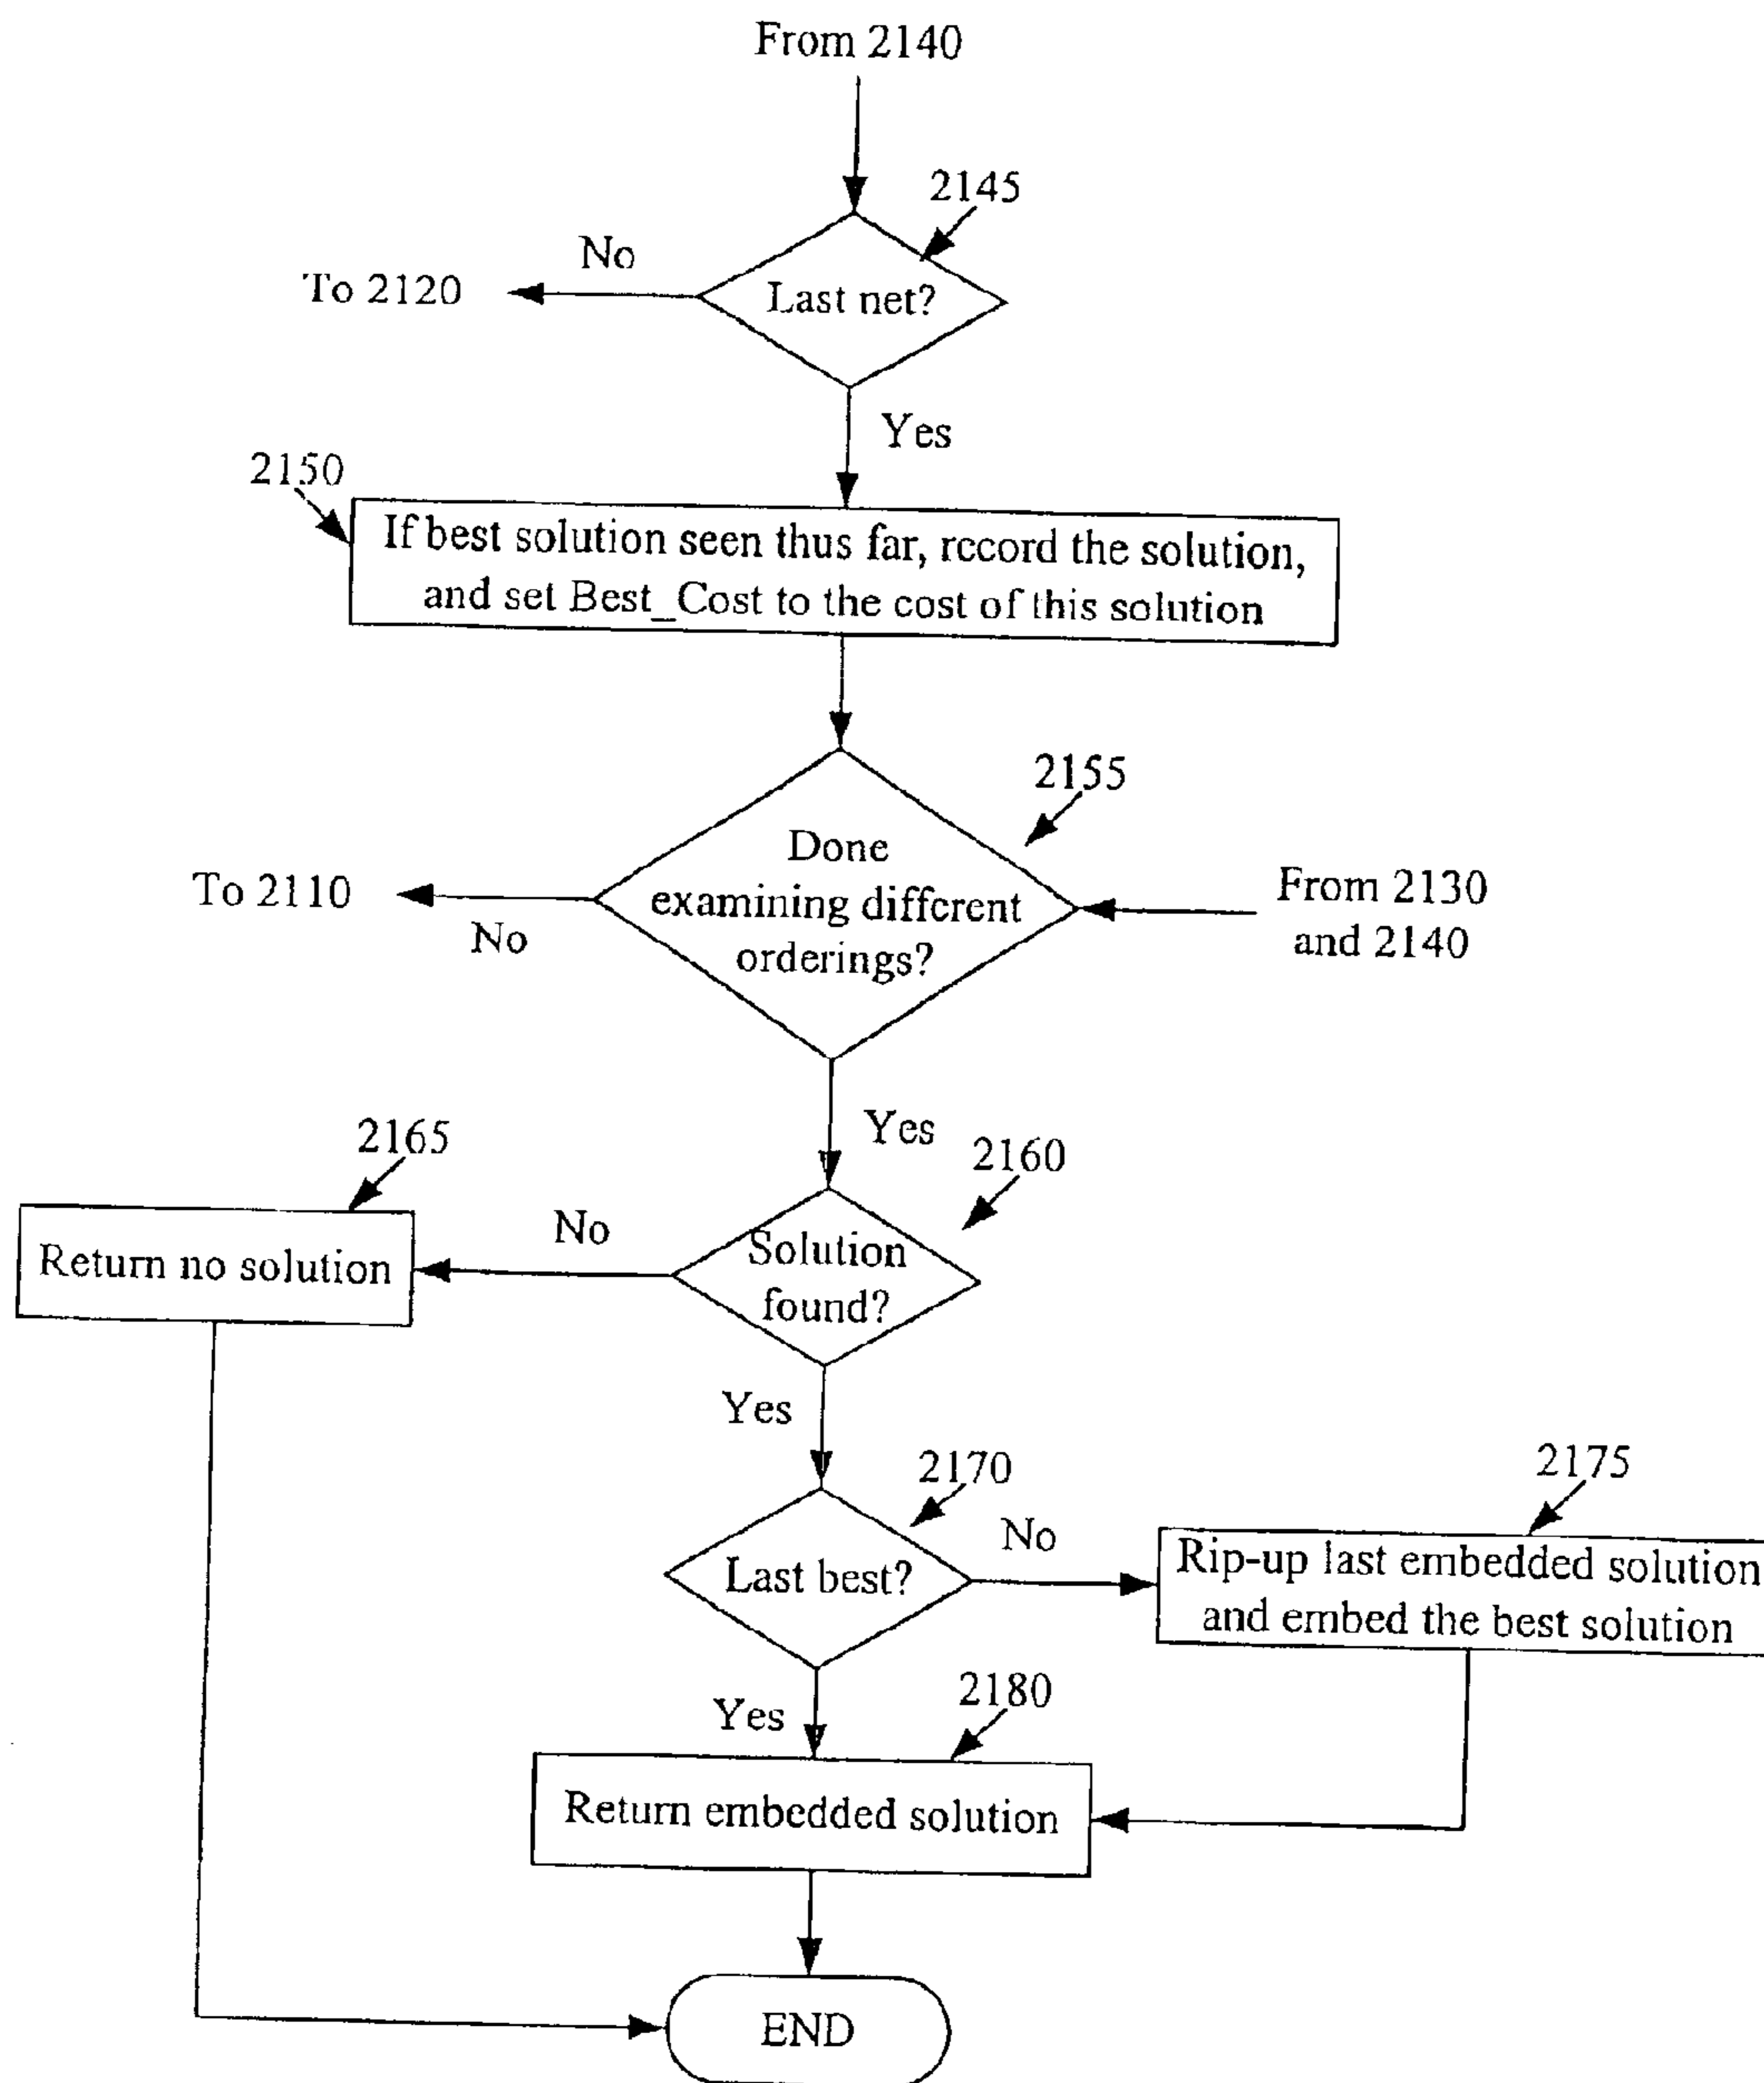 From 2140
2145
No
To 2120
Last net?
Yes
2150
If best solution seen thus far, record the solution,
and set Best_Cost to the cost of this solution
2155
Done
examining different
orderings?
To 2110
No
From 2130
and 2140
Yes
2160
2165
No
Return no solution
Solution
found?
Yes
2170
2175
No
Last best?
Rip-up last embedded solution
and embed the best solution
Yes
2180
Return embedded solution
END